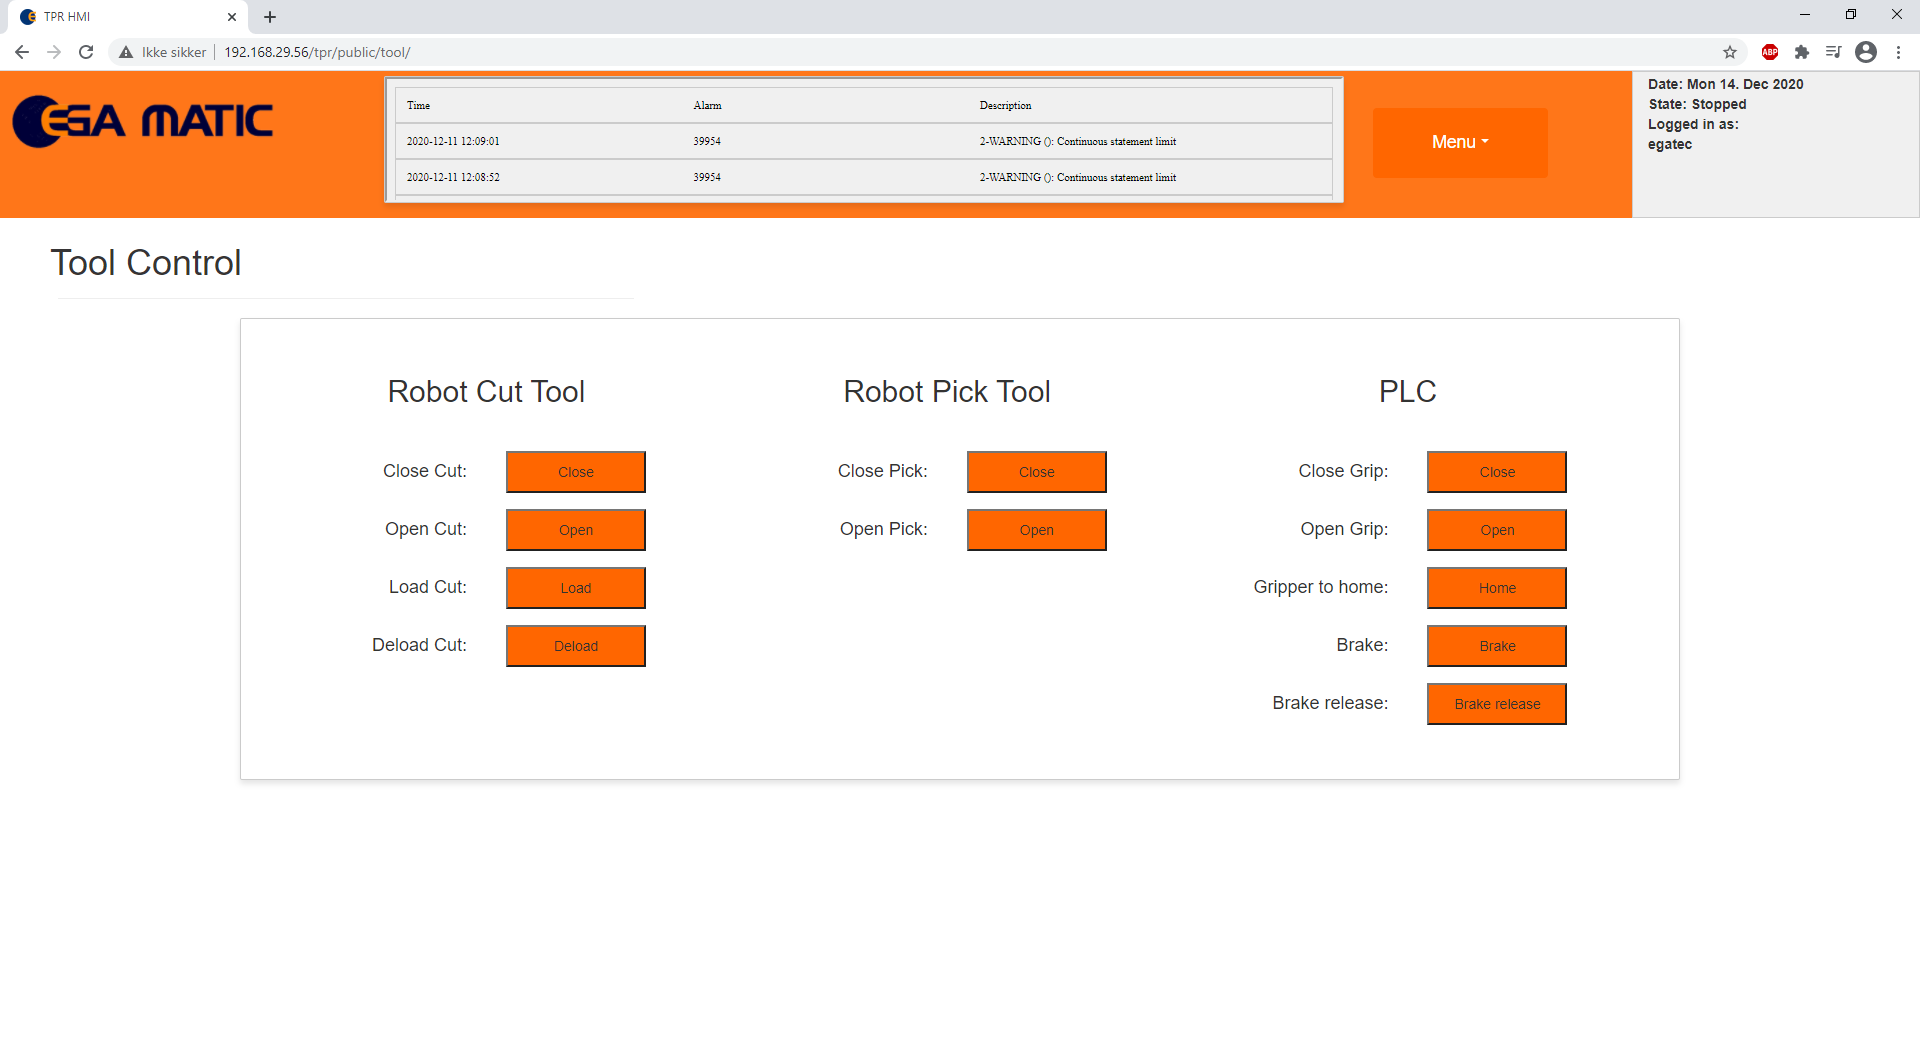 TPR HMI
Ikke sikker 192.168.29.56/tpr/public/tool/
ABP
EGA MATIC
Time Alarm Description
2020-12-11 12:09:01 39954 2-WARNING (): Continuous statement limit
2020-12-11 12:08:52 39954 2-WARNING (): Continuous statement limit
Menu
Date: Mon 14. Dec 2020
State: Stopped
Logged in as:
egatec
Tool Control
Robot Cut Tool
Close Cut: Close
Open Cut: Open
Load Cut: Load
Deload Cut: Deload
Robot Pick Tool
Close Pick: Close
Open Pick: Open
PLC
Close Grip: Close
Open Grip: Open
Gripper to home: Home
Brake: Brake
Brake release: Brake release